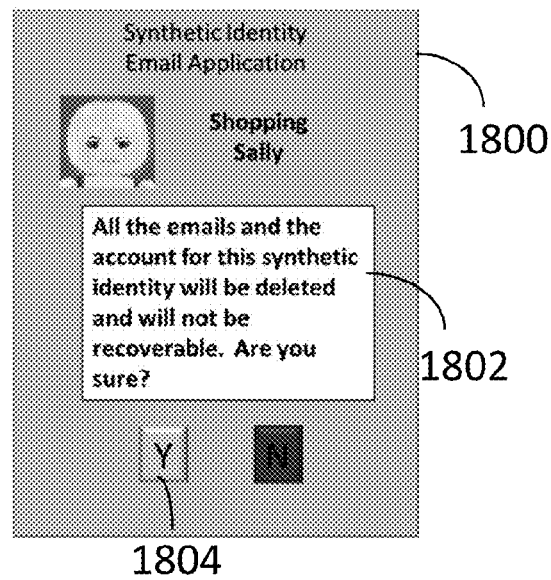 Synthetic Identity
Email Application
Shopping
Sally
1800
All the emails and the
account for this synthetic
identity will be deleted
and will not be
recoverable. Are you
sure?
1802
Y N
1804